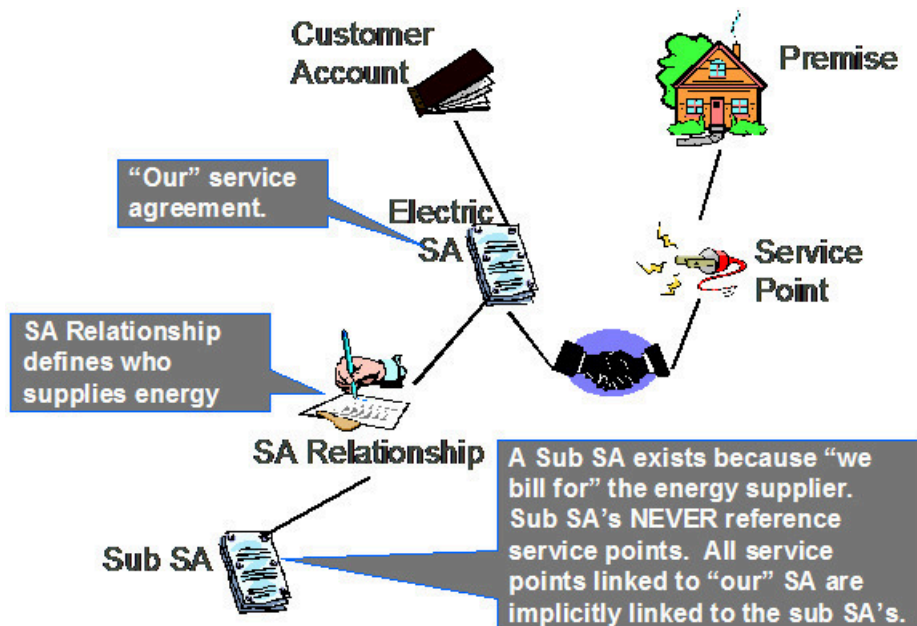 Customer
Account
Premise
“Our” service
agreement.
Electric
SA
Service
Point
SA Relationship
defines who
supplies energy
SA Relationship
A Sub SA exists because “we
bill for” the energy supplier.
Sub SA’s NEVER reference
service points.  All service
points linked to “our” SA are
implicitly linked to the sub SA’s.
Sub SA